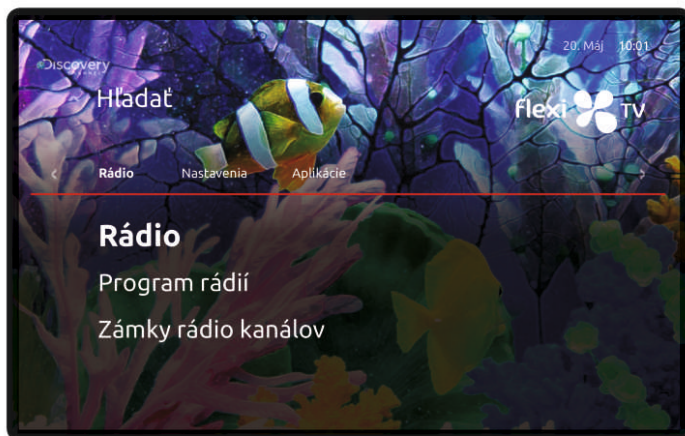 20. Máj 10:01
Discovery
Hľadať
flexi TV
Rádio Nastavenia Aplikácie
Rádio
Program rádií
Zámky rádio kanálov